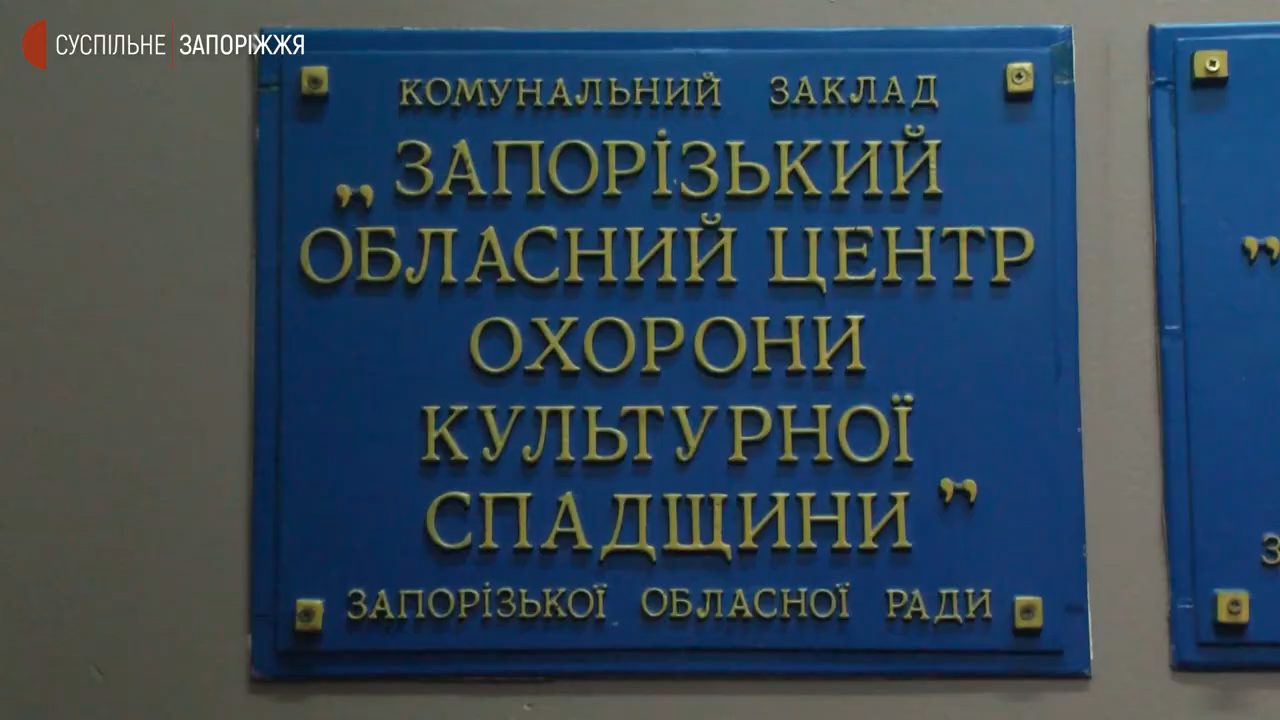 СУСПІЛЬНЕ ЗАПОРІЖЖЯ
КОМУНАЛЬНИЙ ЗАКЛАД
„ЗАПОРІЗЬКИЙ
ОБЛАСНИЙ ЦЕНТР
ОХОРОНИ
КУЛЬТУРНОЇ
СПАДЩИНИ”
ЗАПОРІЗЬКОЇ ОБЛАСНОЇ РАДИ